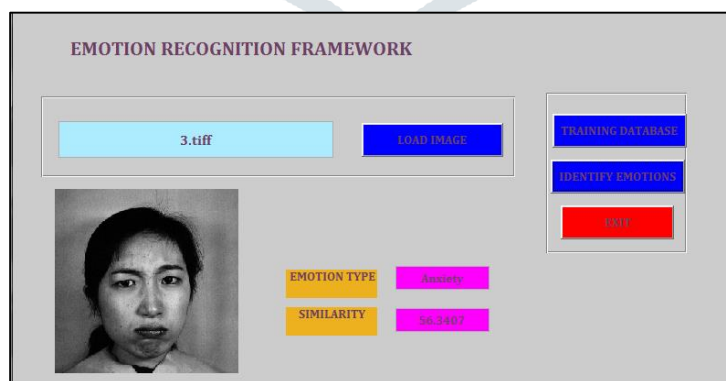 EMOTION RECOGNITION FRAMEWORK
3.tiff
LOAD IMAGE
TRAINING DATABASE
IDENTIFY EMOTIONS
EXIT
EMOTION TYPE
Anxiety
SIMILARITY
56.3407